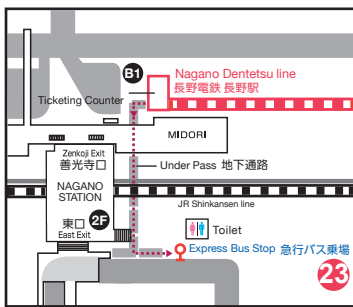 B1
Nagano Dentetsu line
長野電鉄 長野駅
Ticketing Counter
MIDORI
Zenkoji Exit
善光寺口
Under Pass 地下通路
NAGANO
STATION
JR Shinkansen line
東口
2F
East Exit
Toilet
Express Bus Stop 急行バス乗場
23